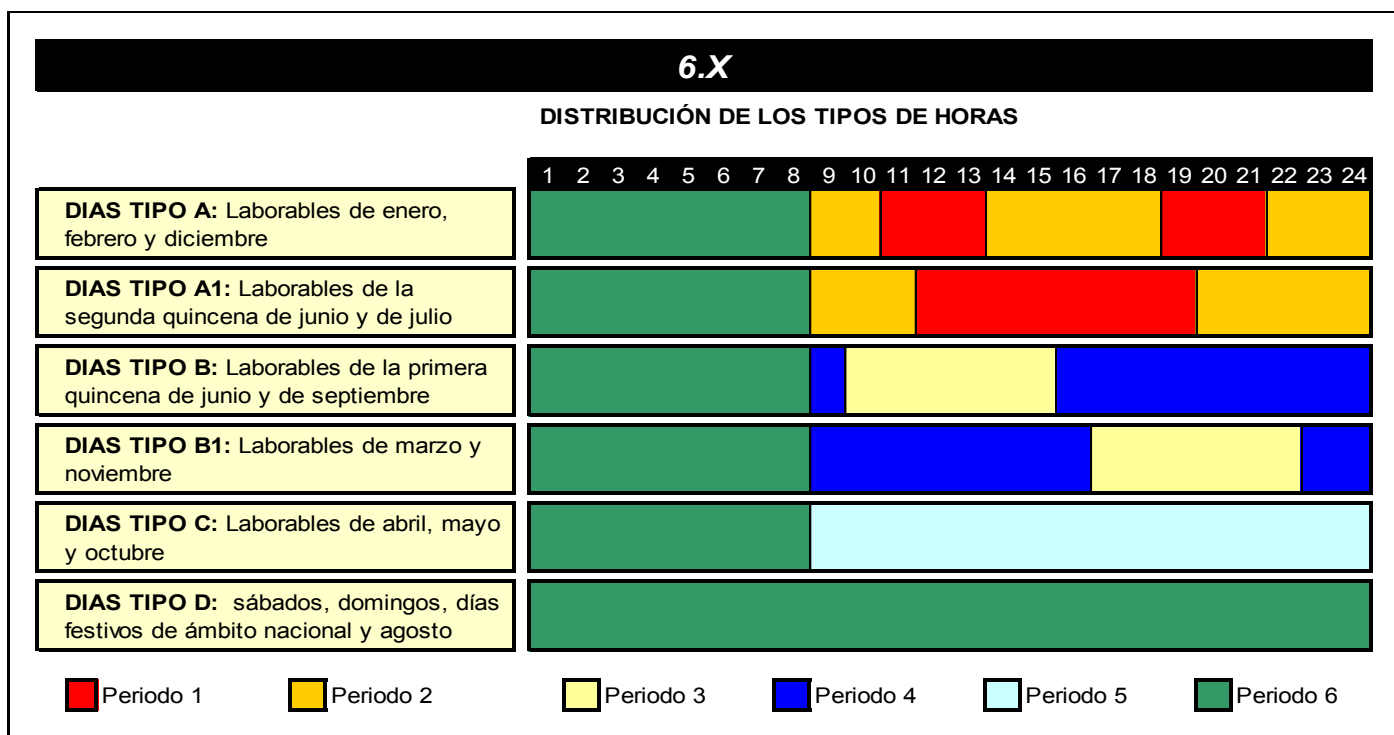 6.X
DISTRIBUCIÓN DE LOS TIPOS DE HORAS
1 2 3 4 5 6 7 8 9 10 11 12 13 14 15 16 17 18 19 20 21 22 23 24
DIAS TIPO A: Laborables de enero,
febrero y diciembre
DIAS TIPO A1: Laborables de la
segunda quincena de junio y de julio
DIAS TIPO B: Laborables de la primera
quincena de junio y de septiembre
DIAS TIPO B1: Laborables de marzo y
noviembre
DIAS TIPO C: Laborables de abril, mayo
y octubre
DIAS TIPO D: sábados, domingos, días
festivos de ámbito nacional y agosto
Periodo 1 Periodo 2 Periodo 3 Periodo 4 Periodo 5 Periodo 6